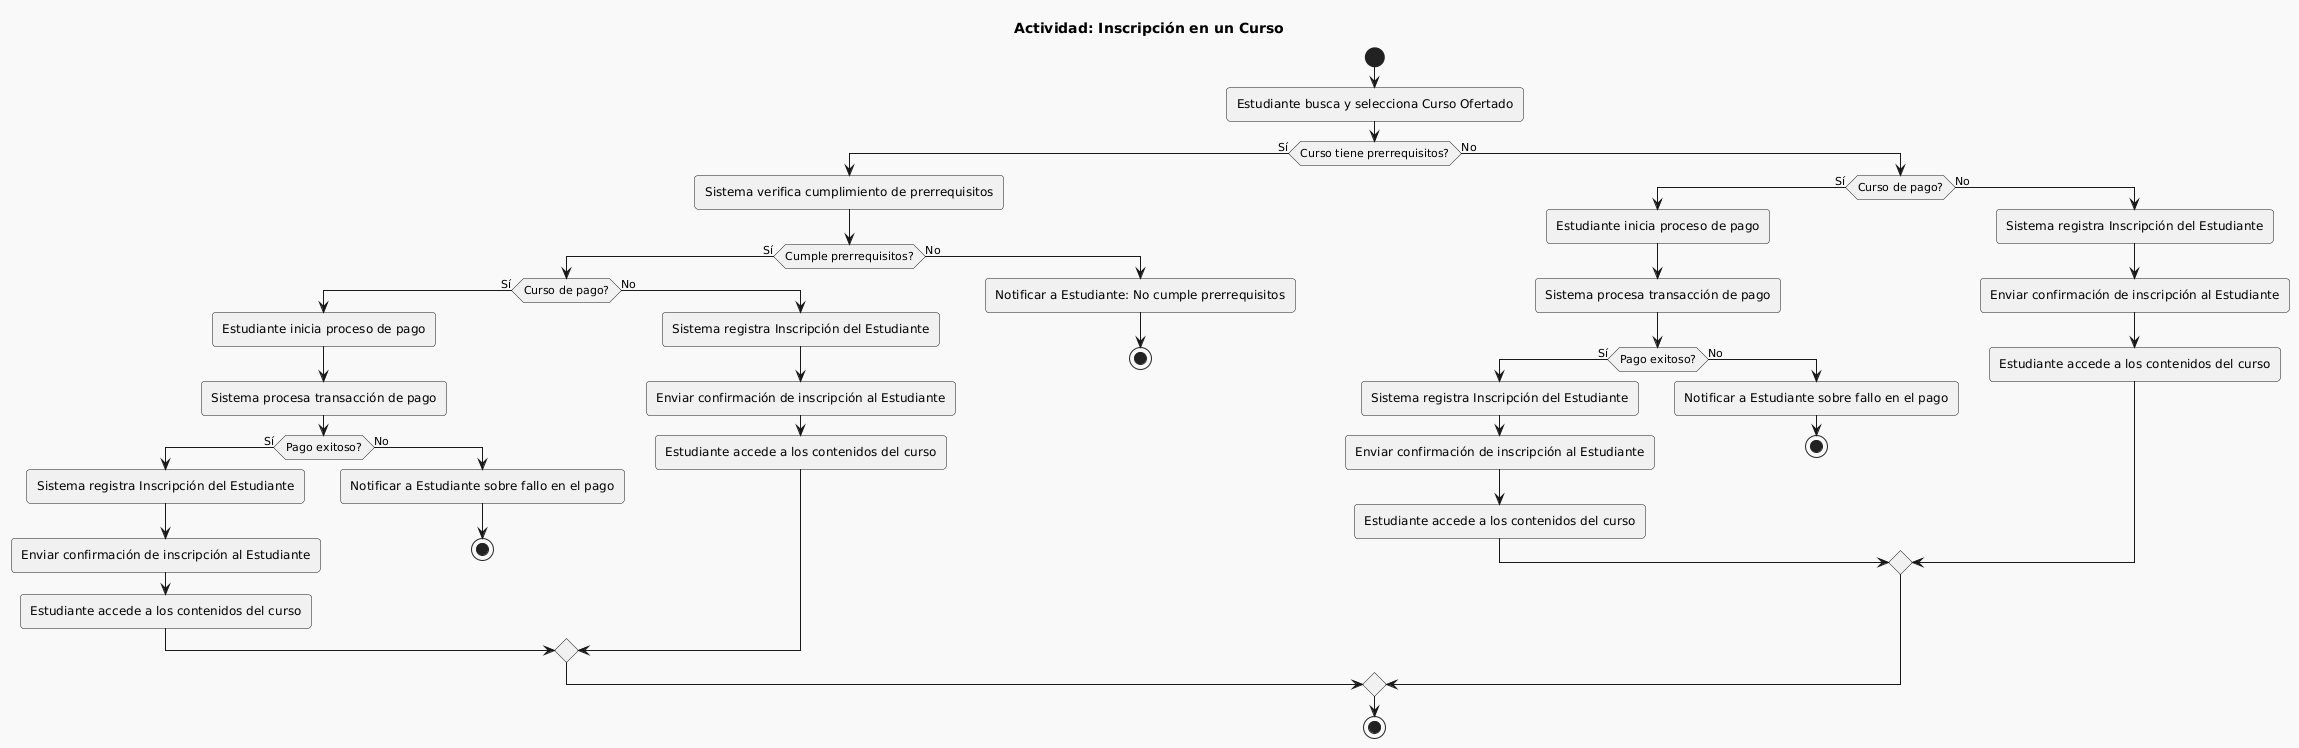 Actividad: Inscripción en un Curso
Estudiante busca y selecciona Curso Ofertado
Sí
Curso tiene prerrequisitos?
No
Sistema verifica cumplimiento de prerrequisitos
Sí
Curso de pago?
No
Estudiante inicia proceso de pago
Sistema registra Inscripción del Estudiante
Sí
Cumple prerrequisitos?
No
Sí
Curso de pago?
No
Notificar a Estudiante: No cumple prerrequisitos
Sistema procesa transacción de pago
Enviar confirmación de inscripción al Estudiante
Estudiante inicia proceso de pago
Sistema registra Inscripción del Estudiante
Sí
Pago exitoso?
No
Estudiante accede a los contenidos del curso
Sistema procesa transacción de pago
Enviar confirmación de inscripción al Estudiante
Sistema registra Inscripción del Estudiante
Notificar a Estudiante sobre fallo en el pago
Sí
Pago exitoso?
No
Estudiante accede a los contenidos del curso
Enviar confirmación de inscripción al Estudiante
Sistema registra Inscripción del Estudiante
Notificar a Estudiante sobre fallo en el pago
Estudiante accede a los contenidos del curso
Enviar confirmación de inscripción al Estudiante
Estudiante accede a los contenidos del curso